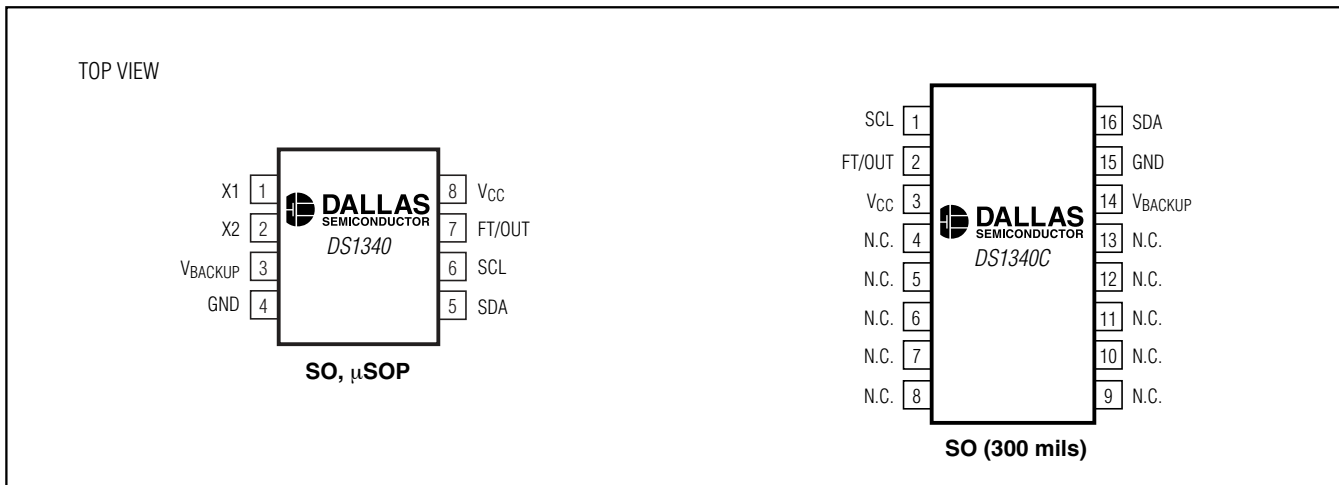 TOP VIEW
X1 1
X2 2
VBACKUP 3
GND 4
8 VCC
7 FT/OUT
6 SCL
5 SDA
DALLAS
SEMICONDUCTOR
DS1340
SO, μSOP
SCL 1
FT/OUT 2
VCC 3
N.C. 4
N.C. 5
N.C. 6
N.C. 7
N.C. 8
16 SDA
15 GND
14 VBACKUP
13 N.C.
12 N.C.
11 N.C.
10 N.C.
9 N.C.
DALLAS
SEMICONDUCTOR
DS1340C
SO (300 mils)